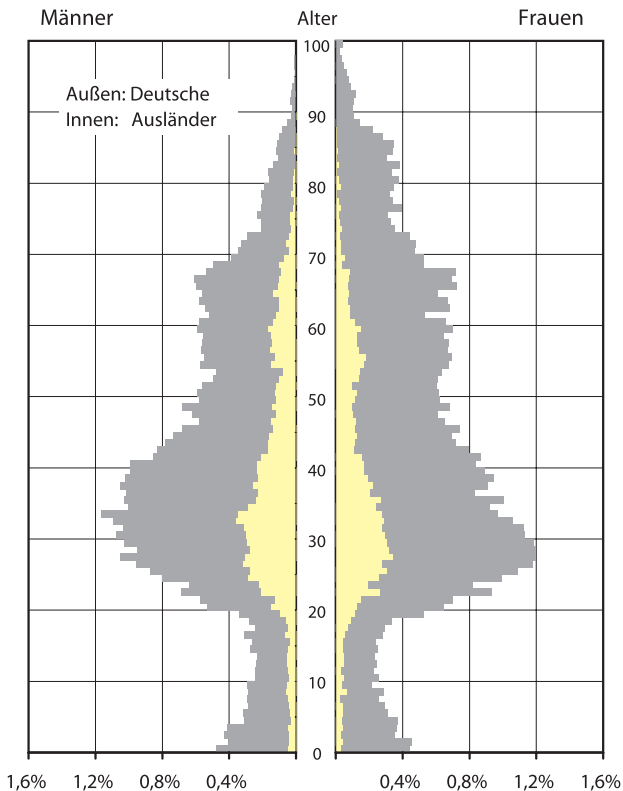 Männer Alter Frauen
100
Außen: Deutsche
90
Innen: Ausländer
80
70
60
50
40
30
20
10
0
1,6% 1,2% 0,8% 0,4% 0,4% 0,8% 1,2% 1,6%